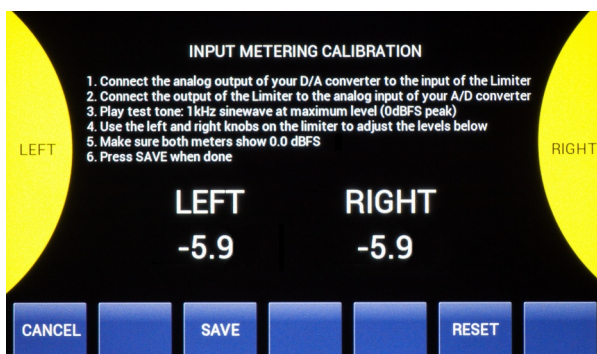 INPUT METERING CALIBRATION
1. Connect the analog output of your D/A converter to the input of the Limiter
2. Connect the output of the Limiter to the analog input of your A/D converter
3. Play test tone: 1kHz sinewave at maximum level (0dBFS peak)
4. Use the left and right knobs on the limiter to adjust the levels below
5. Make sure both meters show 0.0 dBFS
6. Press SAVE when done
LEFT
RIGHT
LEFT RIGHT
-5.9 -5.9
CANCEL SAVE RESET